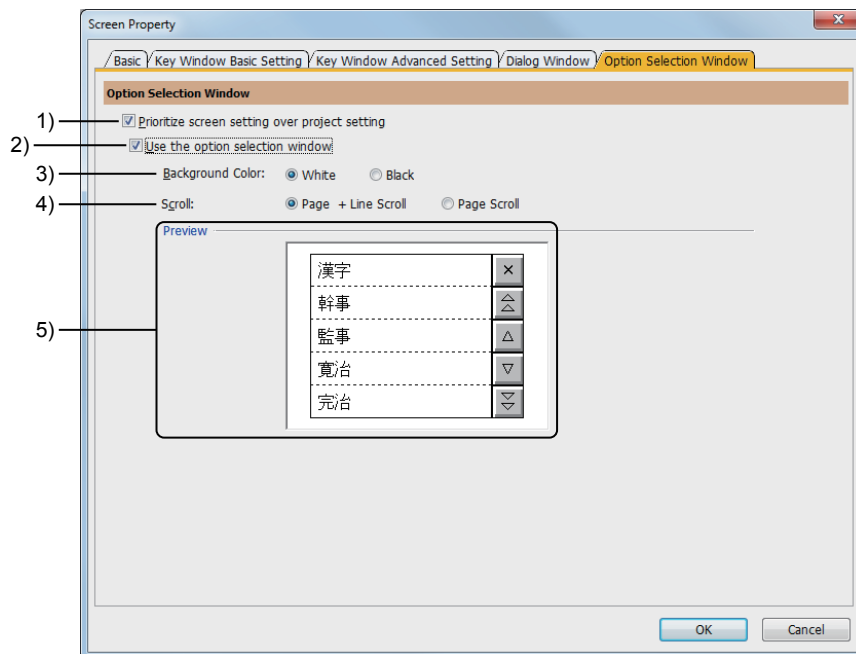 Screen Property
Basic Key Window Basic Setting Key Window Advanced Setting Dialog Window Option Selection Window
Option Selection Window
1) Prioritize screen setting over project setting
2) Use the option selection window
3) Background Color: White Black
4) Scroll: Page + Line Scroll Page Scroll
Preview
漢字
幹事
5) 監事
寛治
完治
OK Cancel